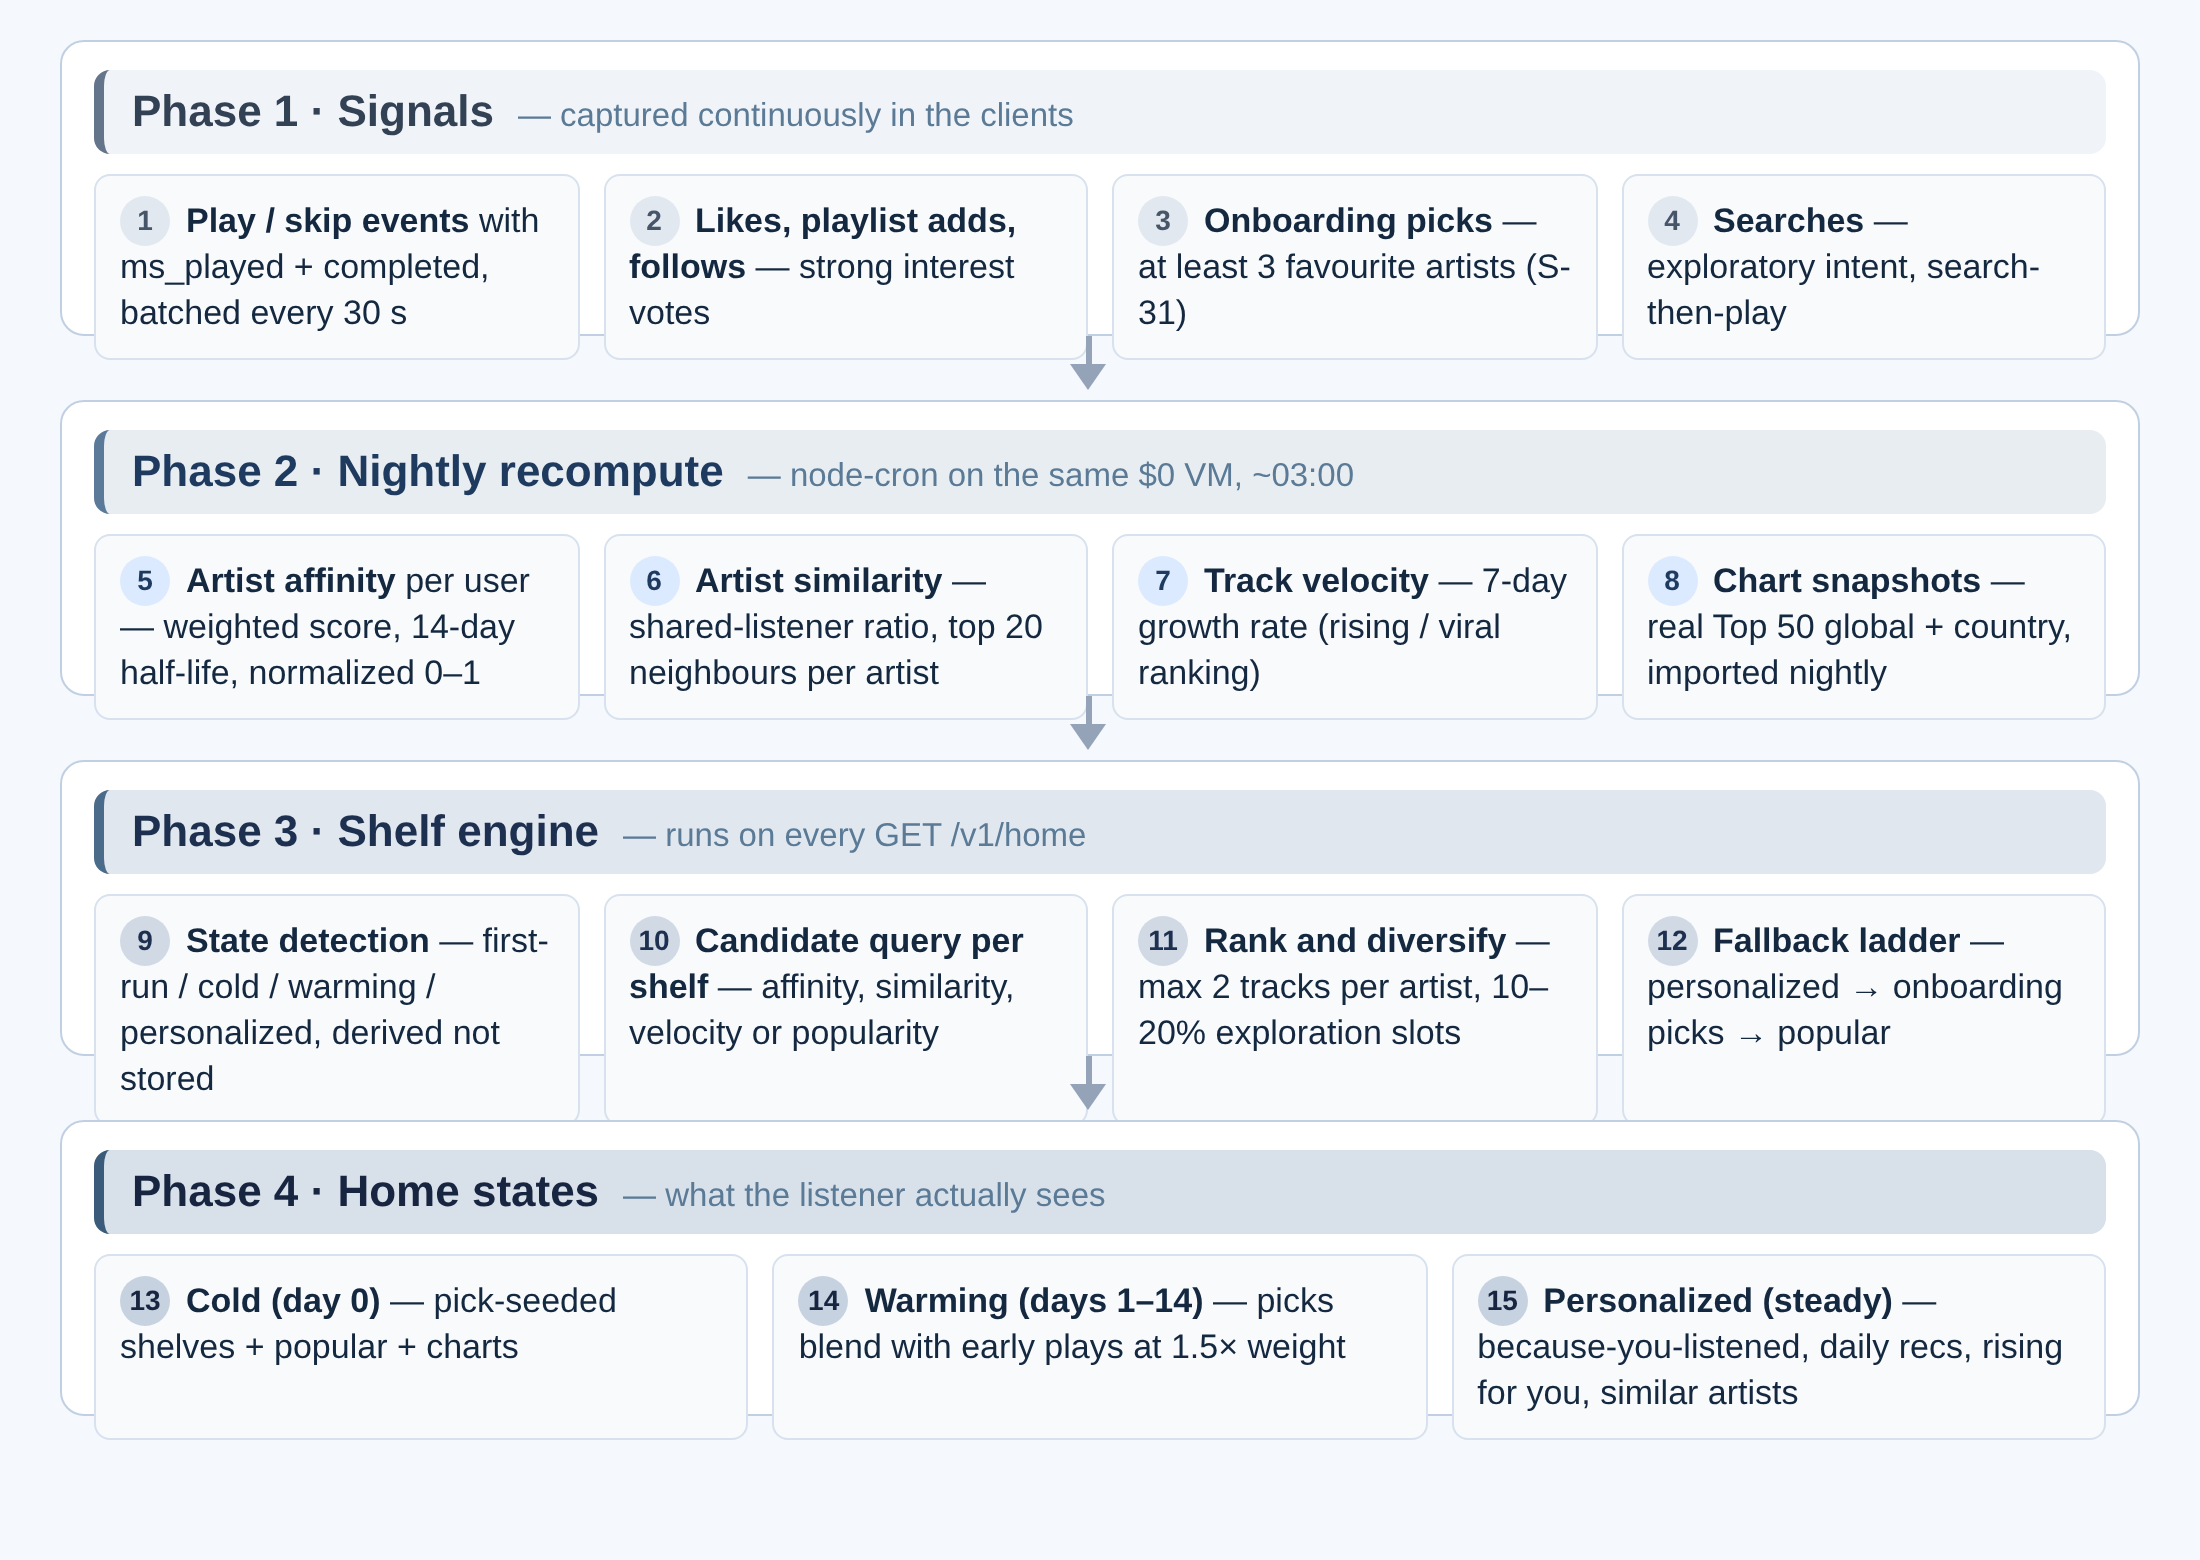 Phase 1 · Signals — captured continuously in the clients
1 Play / skip events with
ms_played + completed,
batched every 30 s
2 Likes, playlist adds,
follows — strong interest
votes
3 Onboarding picks —
at least 3 favourite artists (S-
31)
4 Searches —
exploratory intent, search-
then-play
Phase 2 · Nightly recompute — node-cron on the same $0 VM, ~03:00
5 Artist affinity per user
— weighted score, 14-day
half-life, normalized 0–1
6 Artist similarity —
shared-listener ratio, top 20
neighbours per artist
7 Track velocity — 7-day
growth rate (rising / viral
ranking)
8 Chart snapshots —
real Top 50 global + country,
imported nightly
Phase 3 · Shelf engine — runs on every GET /v1/home
9 State detection — first-
run / cold / warming /
personalized, derived not
stored
10 Candidate query per
shelf — affinity, similarity,
velocity or popularity
11 Rank and diversify —
max 2 tracks per artist, 10–
20% exploration slots
12 Fallback ladder —
personalized → onboarding
picks → popular
Phase 4 · Home states — what the listener actually sees
13 Cold (day 0) — pick-seeded
shelves + popular + charts
14 Warming (days 1–14) — picks
blend with early plays at 1.5× weight
15 Personalized (steady) —
because-you-listened, daily recs, rising
for you, similar artists